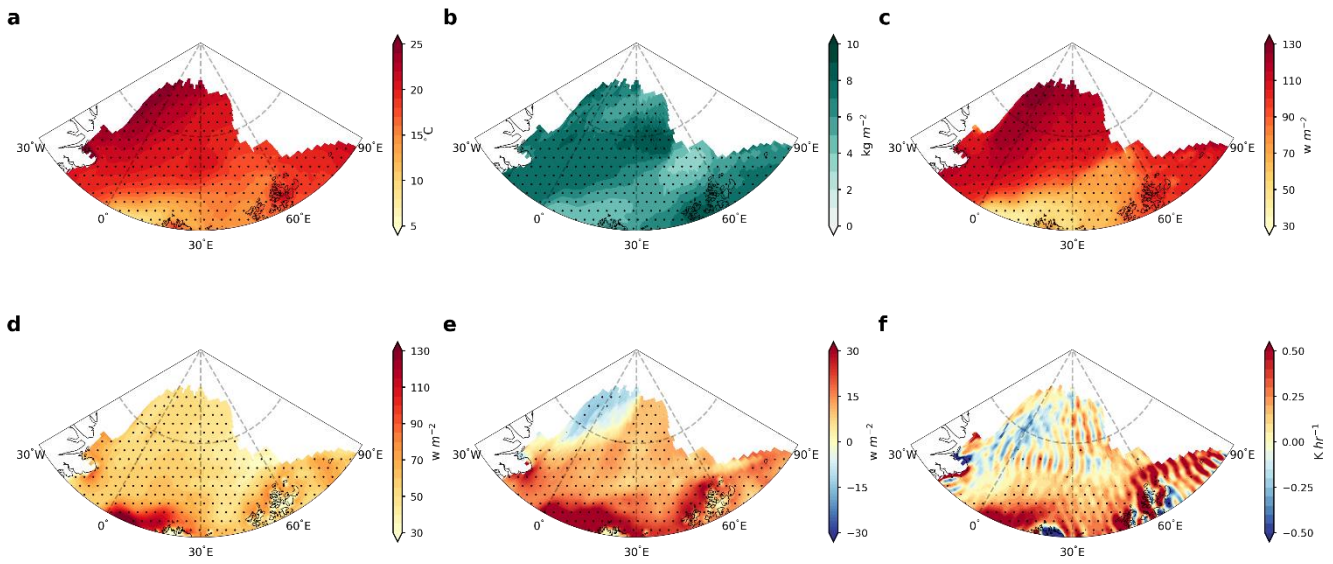 a b c
25
20
15
10
5
°C
30°W
0°
30°E
60°E
90°E
10
8
6
4
2
0
kg m⁻²
30°W
0°
30°E
60°E
90°E
130
110
90
70
50
30
w m⁻²
30°W
0°
30°E
60°E
90°E
d e f
130
110
90
70
50
30
w m⁻²
30°W
0°
30°E
60°E
90°E
30
15
0
−15
−30
w m⁻²
30°W
0°
30°E
60°E
90°E
0.50
0.25
0.00
−0.25
−0.50
K hr⁻¹
30°W
0°
30°E
60°E
90°E